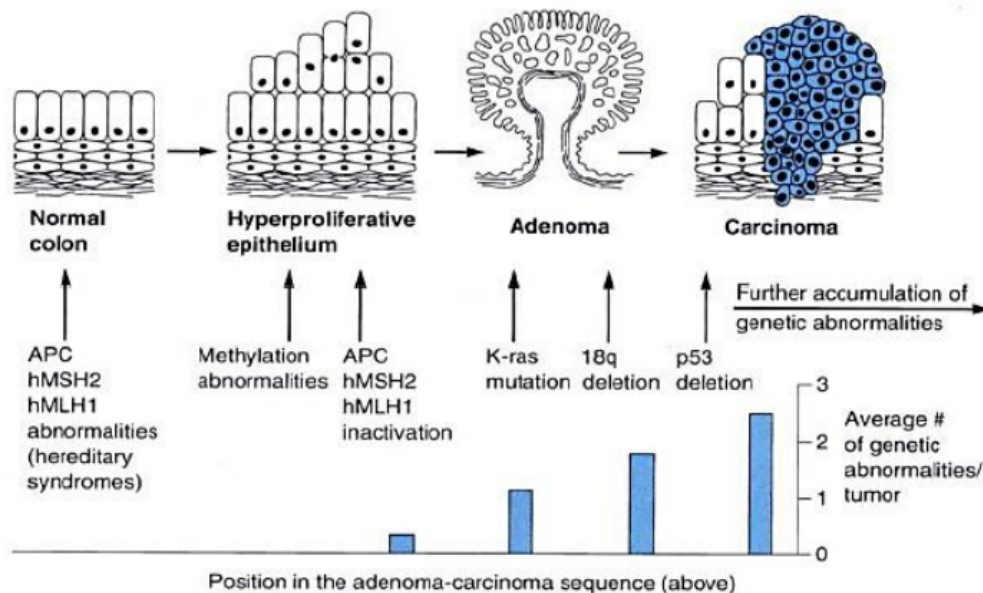 Normal
colon
Hyperproliferative
epithelium
Adenoma
Carcinoma
Further accumulation of
genetic abnormalities
APC
hMSH2
hMLH1
abnormalities
(hereditary
syndromes)
Methylation
abnormalities
APC
hMSH2
hMLH1
inactivation
K-ras
mutation
18q
deletion
p53
deletion
3
2
1
0
Average #
of genetic
abnormalities/
tumor
Position in the adenoma-carcinoma sequence (above)